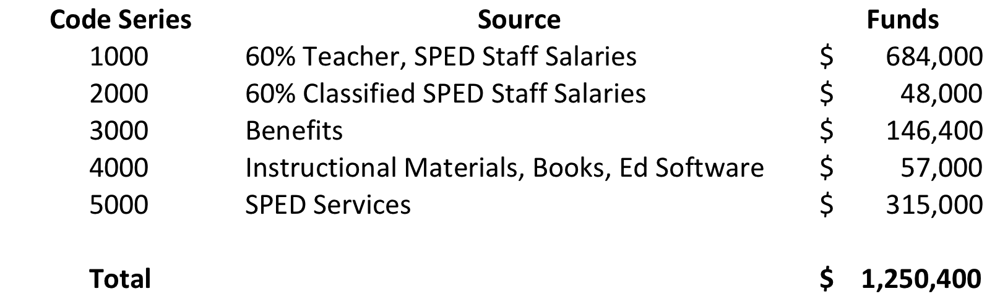 Code Series Source Funds
1000 60% Teacher, SPED Staff Salaries $ 684,000
2000 60% Classified SPED Staff Salaries $ 48,000
3000 Benefits $ 146,400
4000 Instructional Materials, Books, Ed Software $ 57,000
5000 SPED Services $ 315,000
Total $ 1,250,400